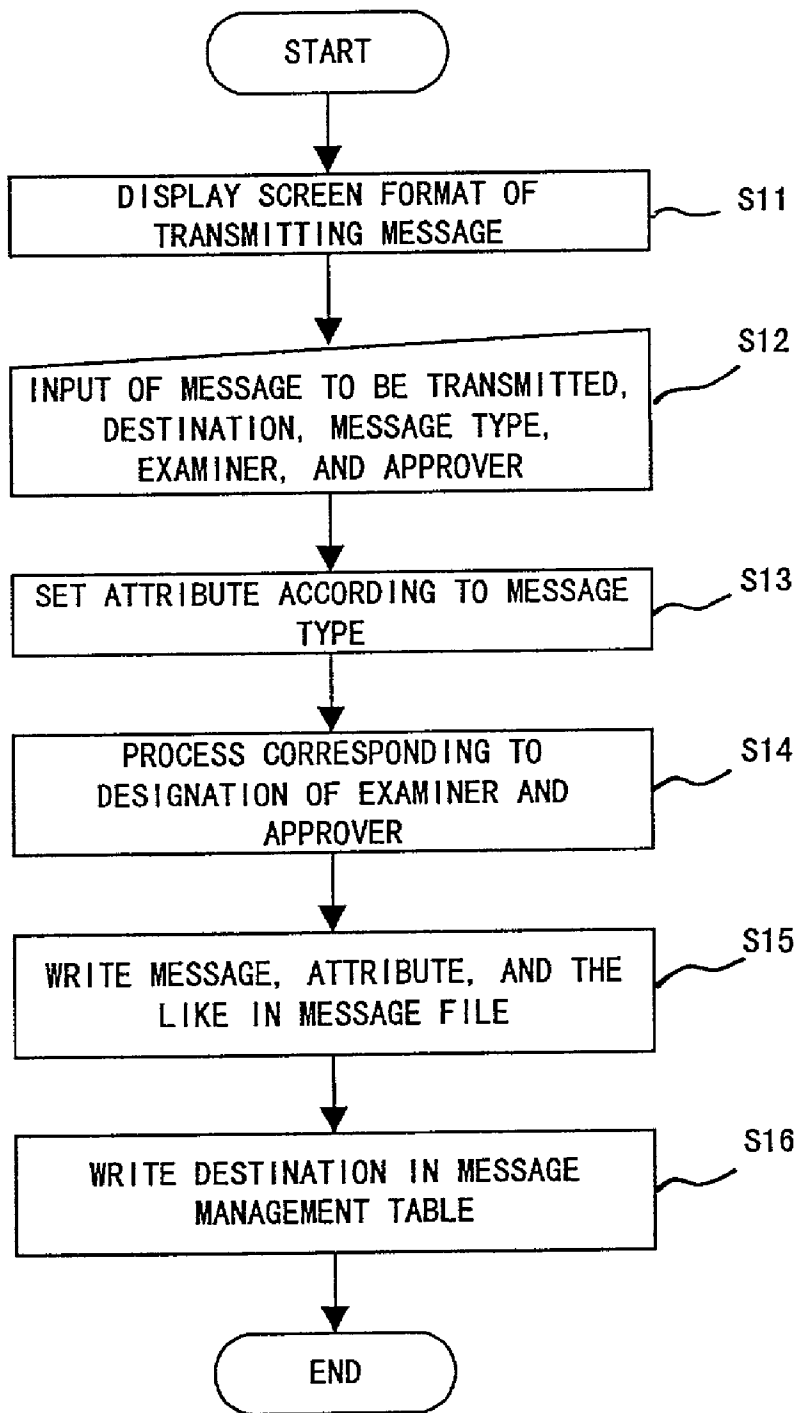 START
DISPLAY SCREEN FORMAT OF
TRANSMITTING MESSAGE
S11
INPUT OF MESSAGE TO BE TRANSMITTED,
DESTINATION, MESSAGE TYPE,
EXAMINER, AND APPROVER
S12
SET ATTRIBUTE ACCORDING TO MESSAGE
TYPE
S13
PROCESS CORRESPONDING TO
DESIGNATION OF EXAMINER AND
APPROVER
S14
WRITE MESSAGE, ATTRIBUTE, AND THE
LIKE IN MESSAGE FILE
S15
WRITE DESTINATION IN MESSAGE
MANAGEMENT TABLE
S16
END